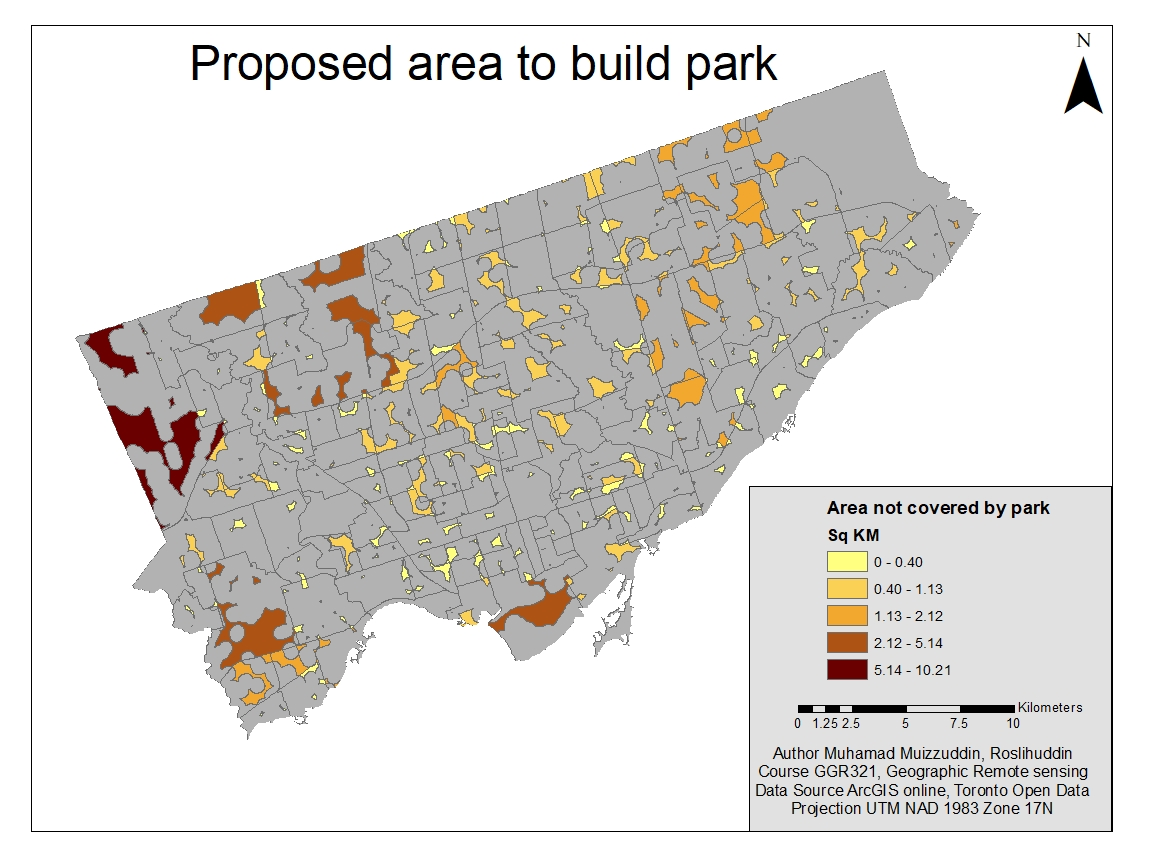 Proposed area to build park
N
Area not covered by park
Sq KM
0 - 0.40
0.40 - 1.13
1.13 - 2.12
2.12 - 5.14
5.14 - 10.21
Kilometers
0 1.25 2.5 5 7.5 10
Author Muhamad Muizzuddin, Roslihuddin
Course GGR321, Geographic Remote sensing
Data Source ArcGIS online, Toronto Open Data
Projection UTM NAD 1983 Zone 17N